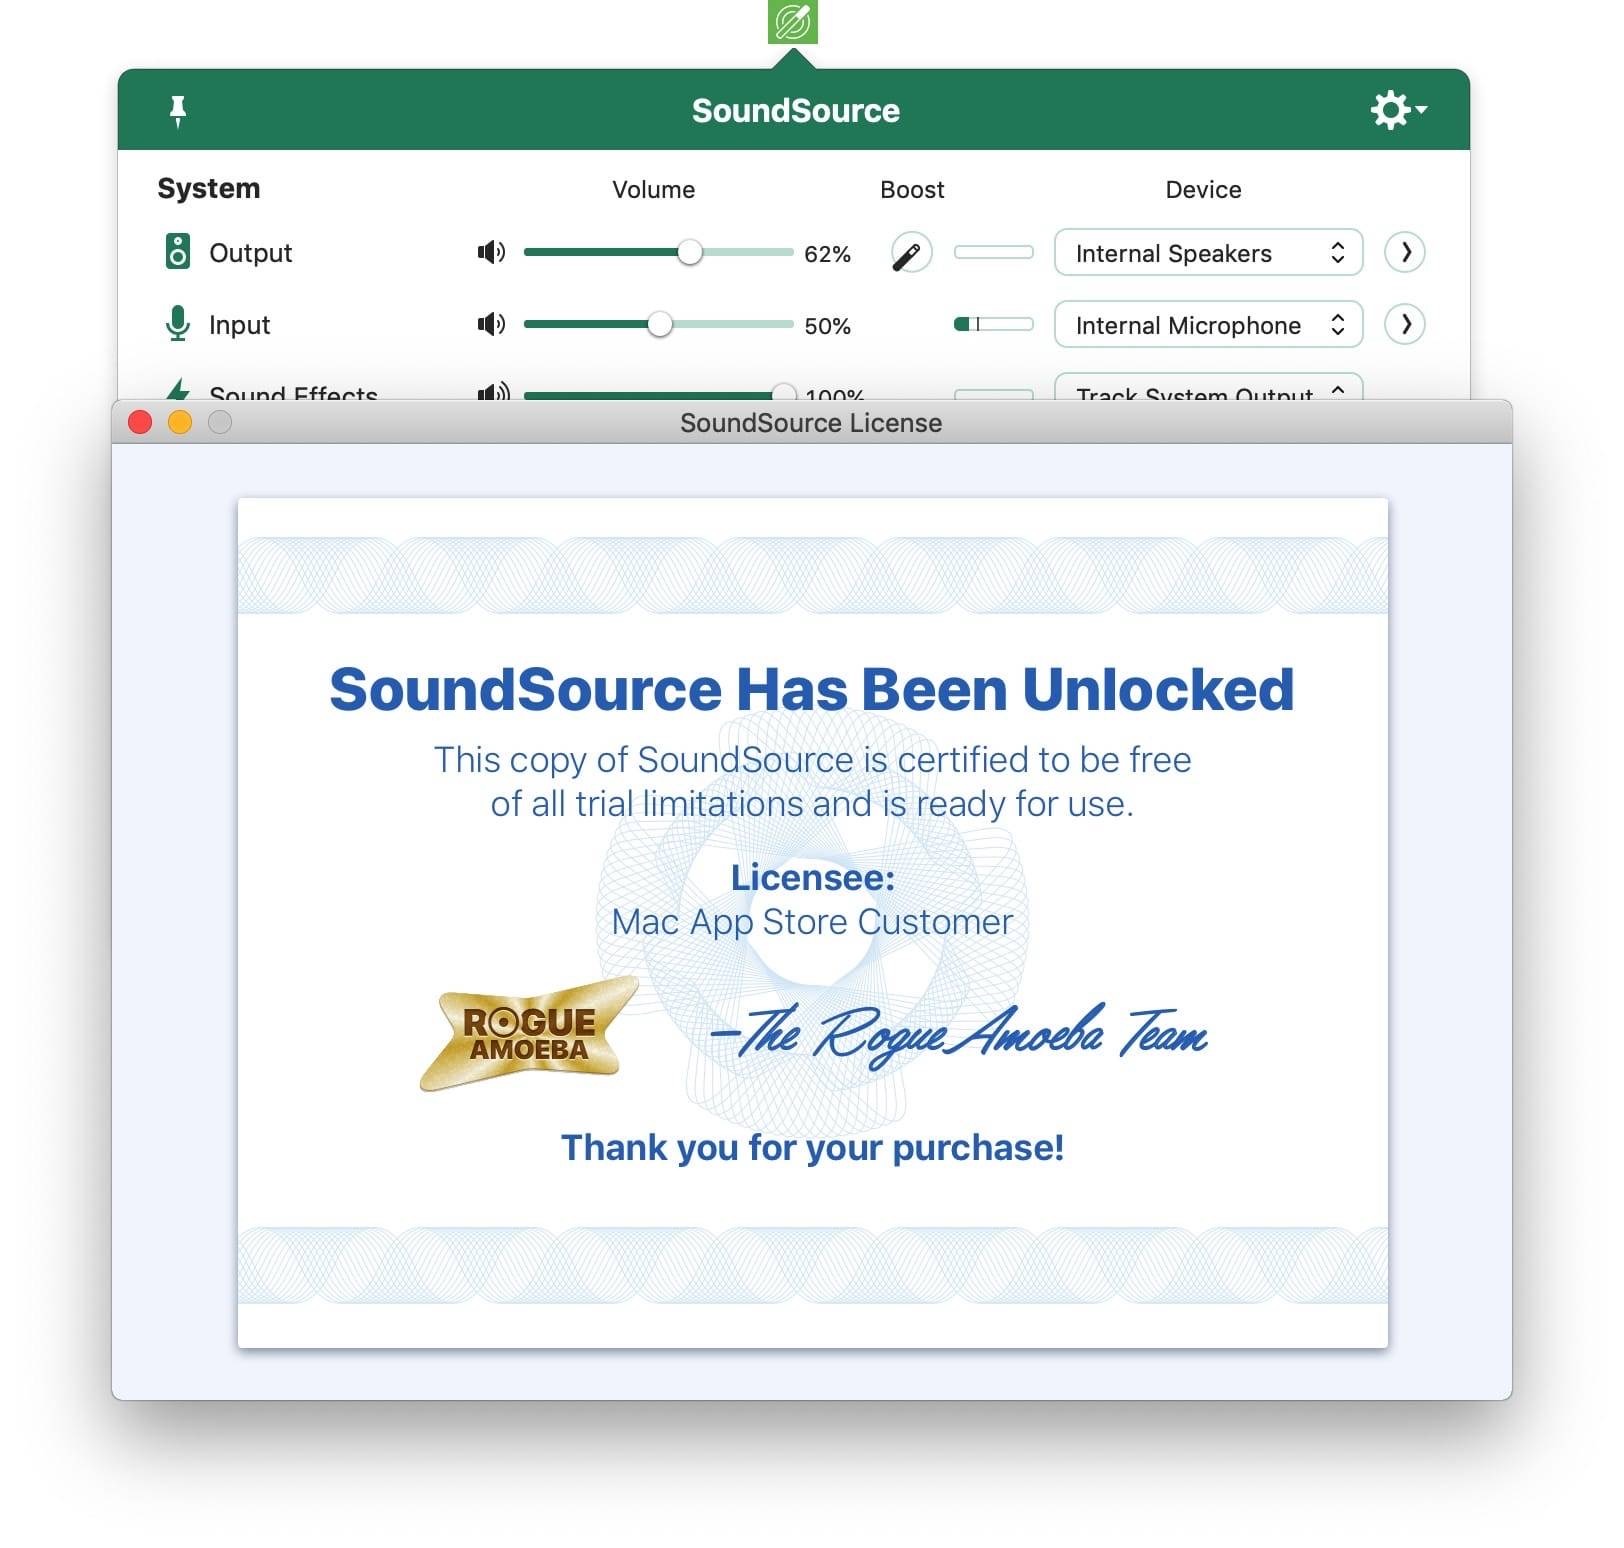 SoundSource
System Volume Boost Device
Output 62% Internal Speakers
Input 50% Internal Microphone
Sound Effects 100% Track System Output
SoundSource License
SoundSource Has Been Unlocked
This copy of SoundSource is certified to be free
of all trial limitations and is ready for use.
Licensee:
Mac App Store Customer
ROGUE
AMOEBA
–The Rogue Amoeba Team
Thank you for your purchase!